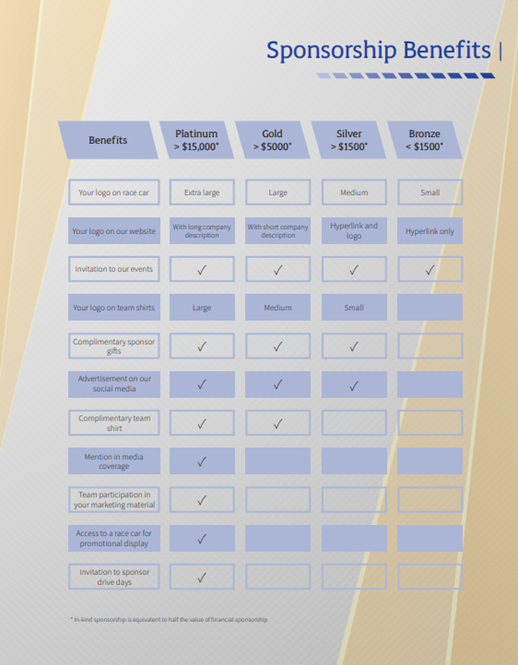 Sponsorship Benefits |
Benefits
Platinum
> $15,000*
Gold
> $5000*
Silver
> $1500*
Bronze
< $1500*
Your logo on race car
Extra large
Large
Medium
Small
Your logo on our website
With long company
description
With short company
description
Hyperlink and
logo
Hyperlink only
Invitation to our events
✓ ✓ ✓ ✓
Your logo on team shirts
Large
Medium
Small
Complimentary sponsor
gifts
✓ ✓ ✓
Advertisement on our
social media
✓ ✓ ✓
Complimentary team
shirt
✓ ✓
Mention in media
coverage
✓
Team participation in
your marketing material
✓
Access to a race car for
promotional display
✓
Invitation to sponsor
drive days
✓
* In-kind sponsorship is equivalent to half the value of financial sponsorship